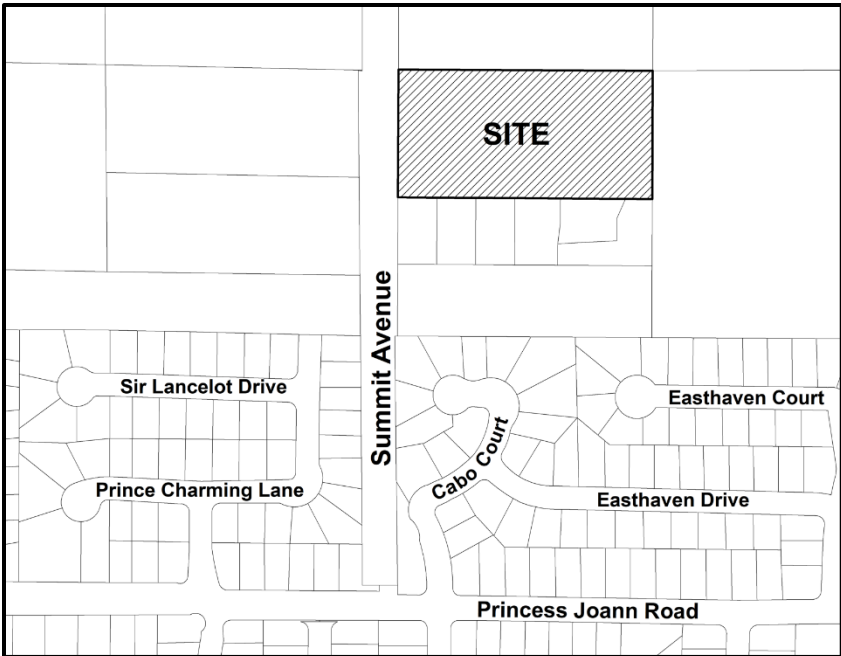 SITE
Summit Avenue
Sir Lancelot Drive
Easthaven Court
Cabo Court
Prince Charming Lane
Easthaven Drive
Princess Joann Road